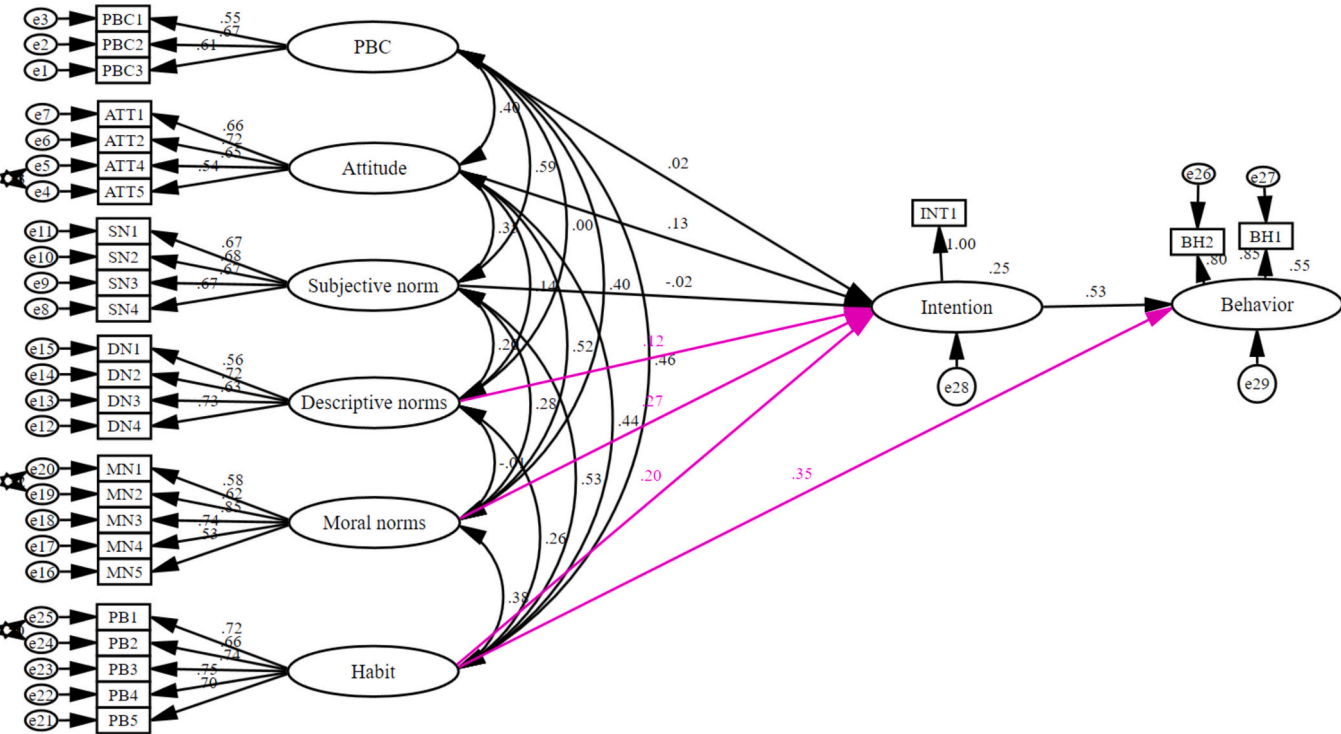 e3 PBC1 .55
e2 PBC2 .67
e1 PBC3 .61
PBC
e7 ATT1 .66
e6 ATT2 .72
e5 ATT4 .65
e4 ATT5 .54
Attitude
e11 SN1 .67
e10 SN2 .68
e9 SN3 .67
e8 SN4 .67
Subjective norm
e15 DN1 .56
e14 DN2 .72
e13 DN3 .63
e12 DN4 .73
Descriptive norms
e20 MN1 .58
e19 MN2 .62
e18 MN3 .85
e17 MN4 .74
e16 MN5 .53
Moral norms
e25 PB1 .72
e24 PB2 .66
e23 PB3 .74
e22 PB4 .75
e21 PB5 .70
Habit
.40
.59
.00
.40
.46
.14
.52
.44
.28
.53
.26
.38
.02
.13
-.02
.12
.27
.20
.35
INT1
1.00
.25
Intention
e28
.53
e26
e27
BH2
BH1
.80
.85
.55
Behavior
e29